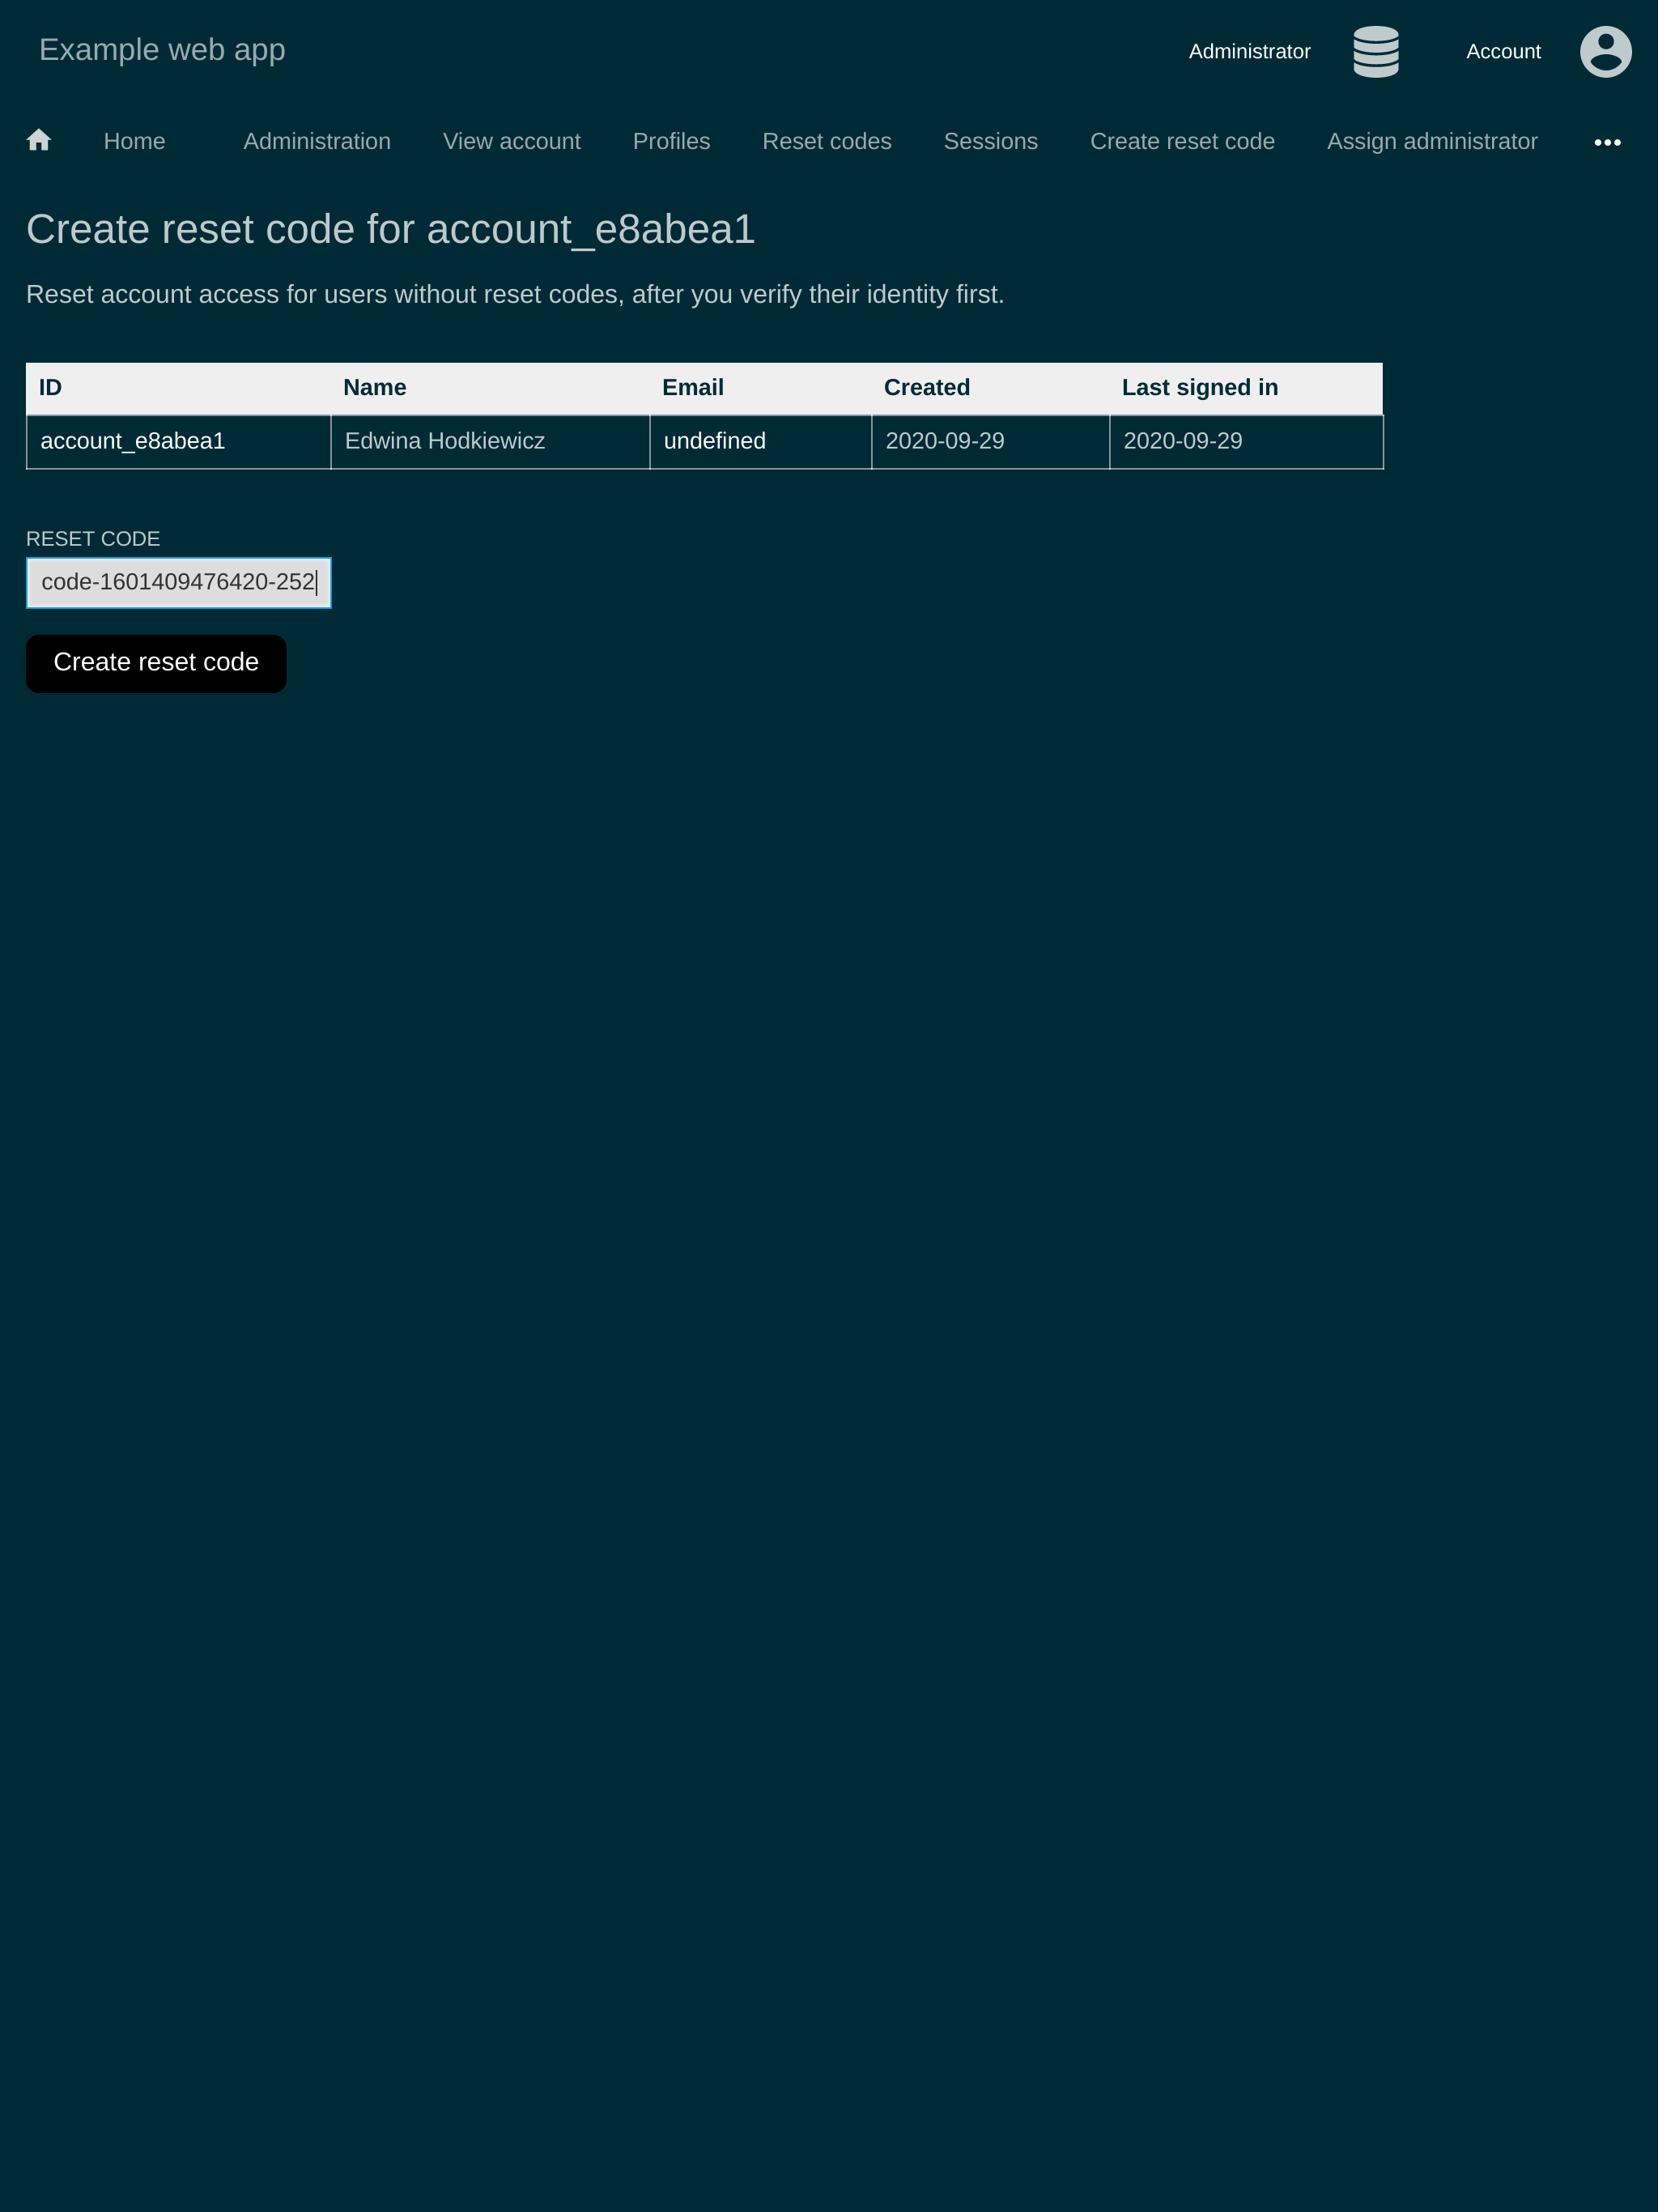 Example web app
Administrator Account
Home Administration View account Profiles Reset codes Sessions Create reset code Assign administrator •••
Create reset code for account_e8abea1
Reset account access for users without reset codes, after you verify their identity first.
ID Name Email Created Last signed in
account_e8abea1 Edwina Hodkiewicz undefined 2020-09-29 2020-09-29
RESET CODE
code-1601409476420-252
Create reset code